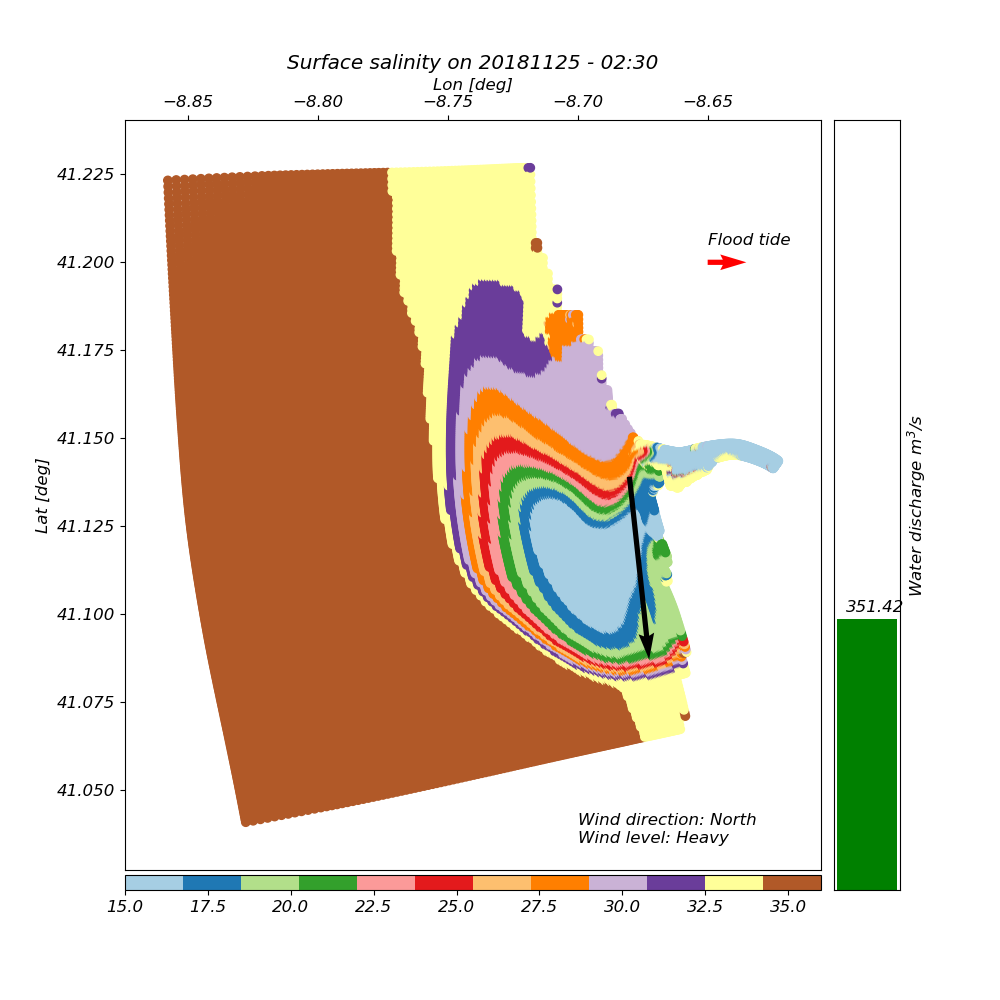 Surface salinity on 20181125 - 02:30
Lon [deg]
−8.85 −8.80 −8.75 −8.70 −8.65
41.225
41.200
41.175
41.150
41.125
41.100
41.075
41.050
Lat [deg]
Flood tide
Wind direction: North
Wind level: Heavy
15.0 17.5 20.0 22.5 25.0 27.5 30.0 32.5 35.0
351.42
Water discharge m³/s